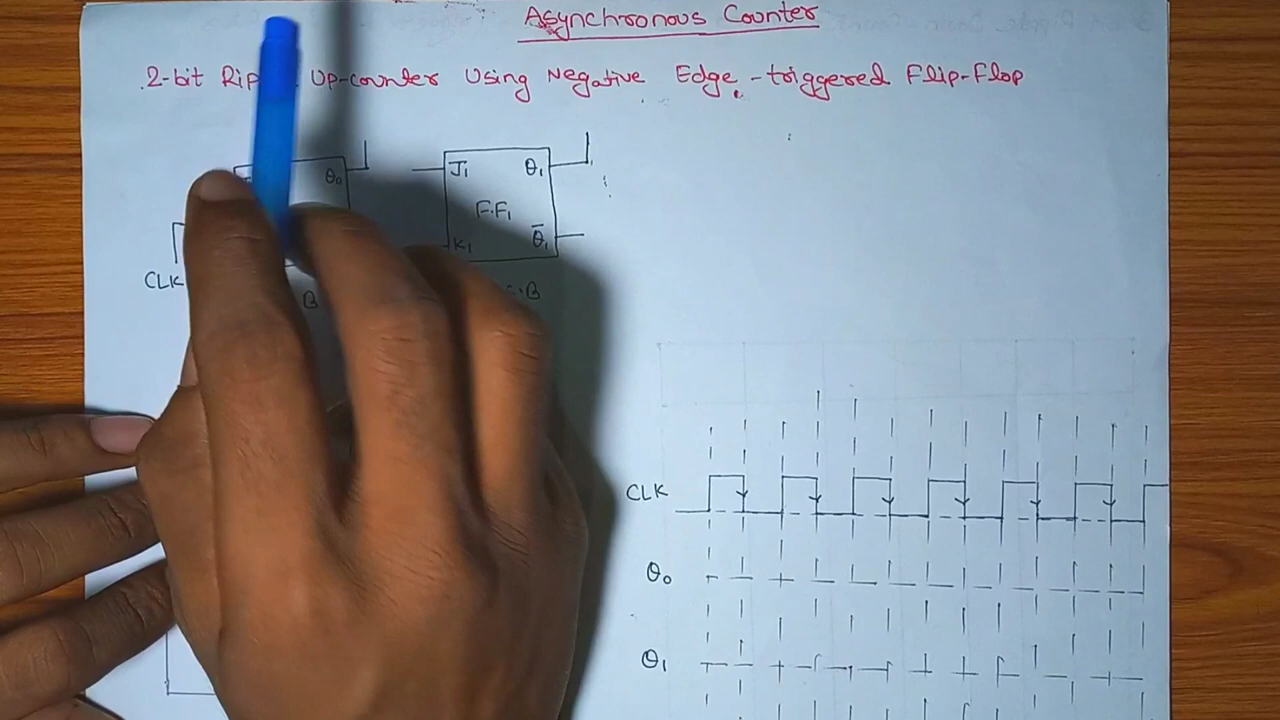 Asynchronous Counter
2-bit Rip Up-counter Using Negative Edge-triggered Flip-Flop
Q0
J1 Q1
F.F1
K1 Q̅1
CLK
B
B
CLK
Q0
Q1